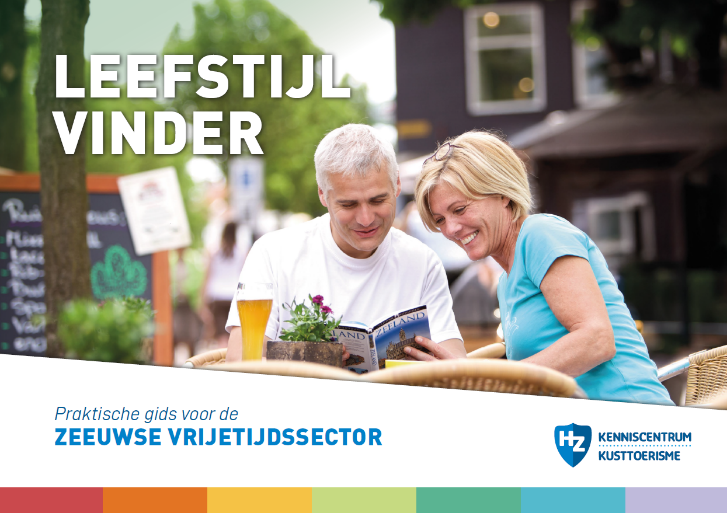 LEEFSTIJL
VINDER
ZEELAND
Praktische gids voor de
ZEEUWSE VRIJETIJDSSECTOR
HZ
KENNISCENTRUM
KUSTTOERISME